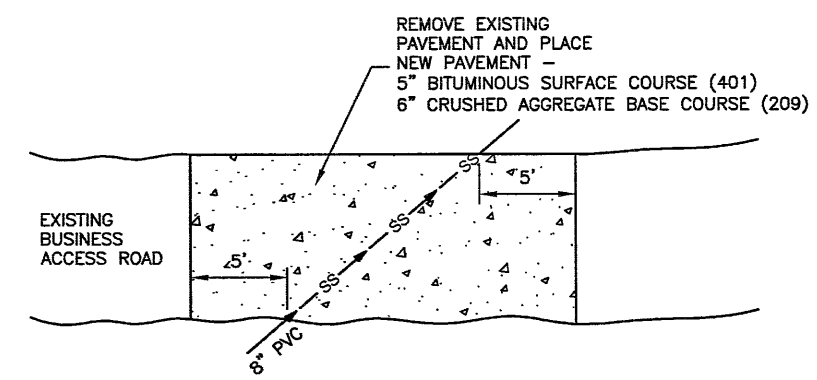 REMOVE EXISTING
PAVEMENT AND PLACE
NEW PAVEMENT –
5" BITUMINOUS SURFACE COURSE (401)
6" CRUSHED AGGREGATE BASE COURSE (209)
SS
5'
SS
EXISTING
BUSINESS
ACCESS ROAD
5'
SS
8" PVC